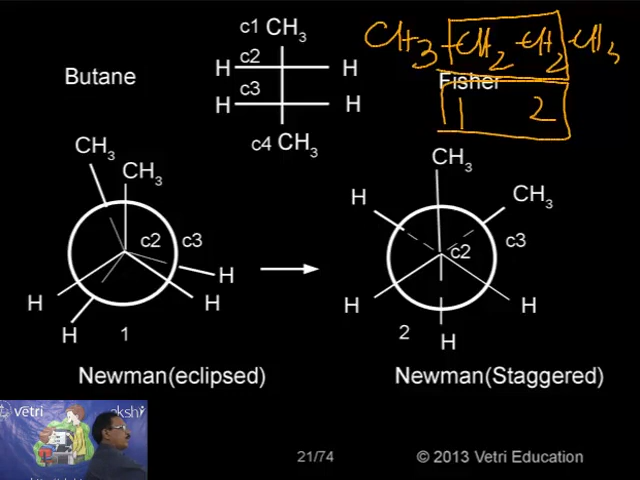 c1 CH3
CH3 - CH2 - CH2 - CH3
c2
H H
Butane
Fisher
c3
H H
1 2
c4 CH3
CH3
CH3
CH3
H
CH3
c2 c3
c2
c3
H
H
H
H
H
H
1
2
H
Newman(eclipsed)
Newman(Staggered)
vetri
21/74
© 2013 Vetri Education